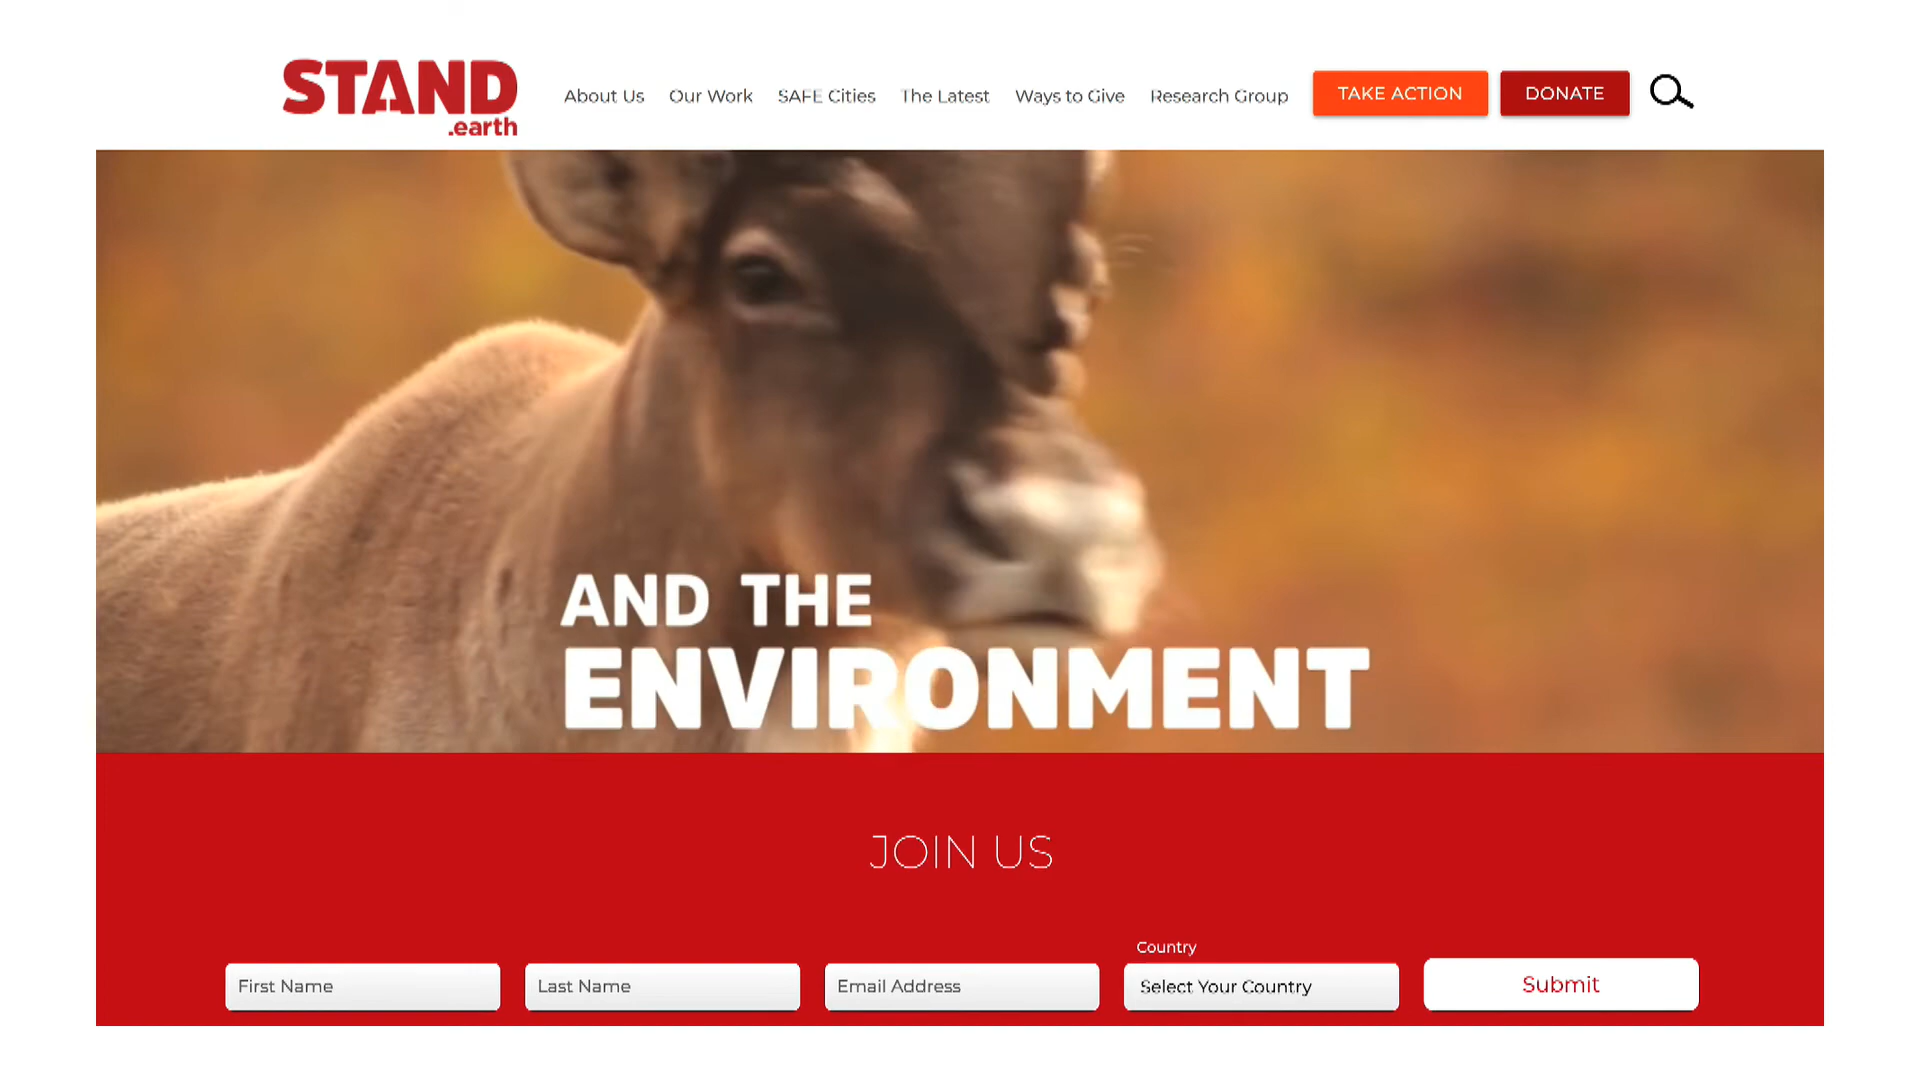 STAND
.earth
About Us Our Work SAFE Cities The Latest Ways to Give Research Group TAKE ACTION DONATE
AND THE
ENVIRONMENT
JOIN US
Country
First Name Last Name Email Address Select Your Country Submit